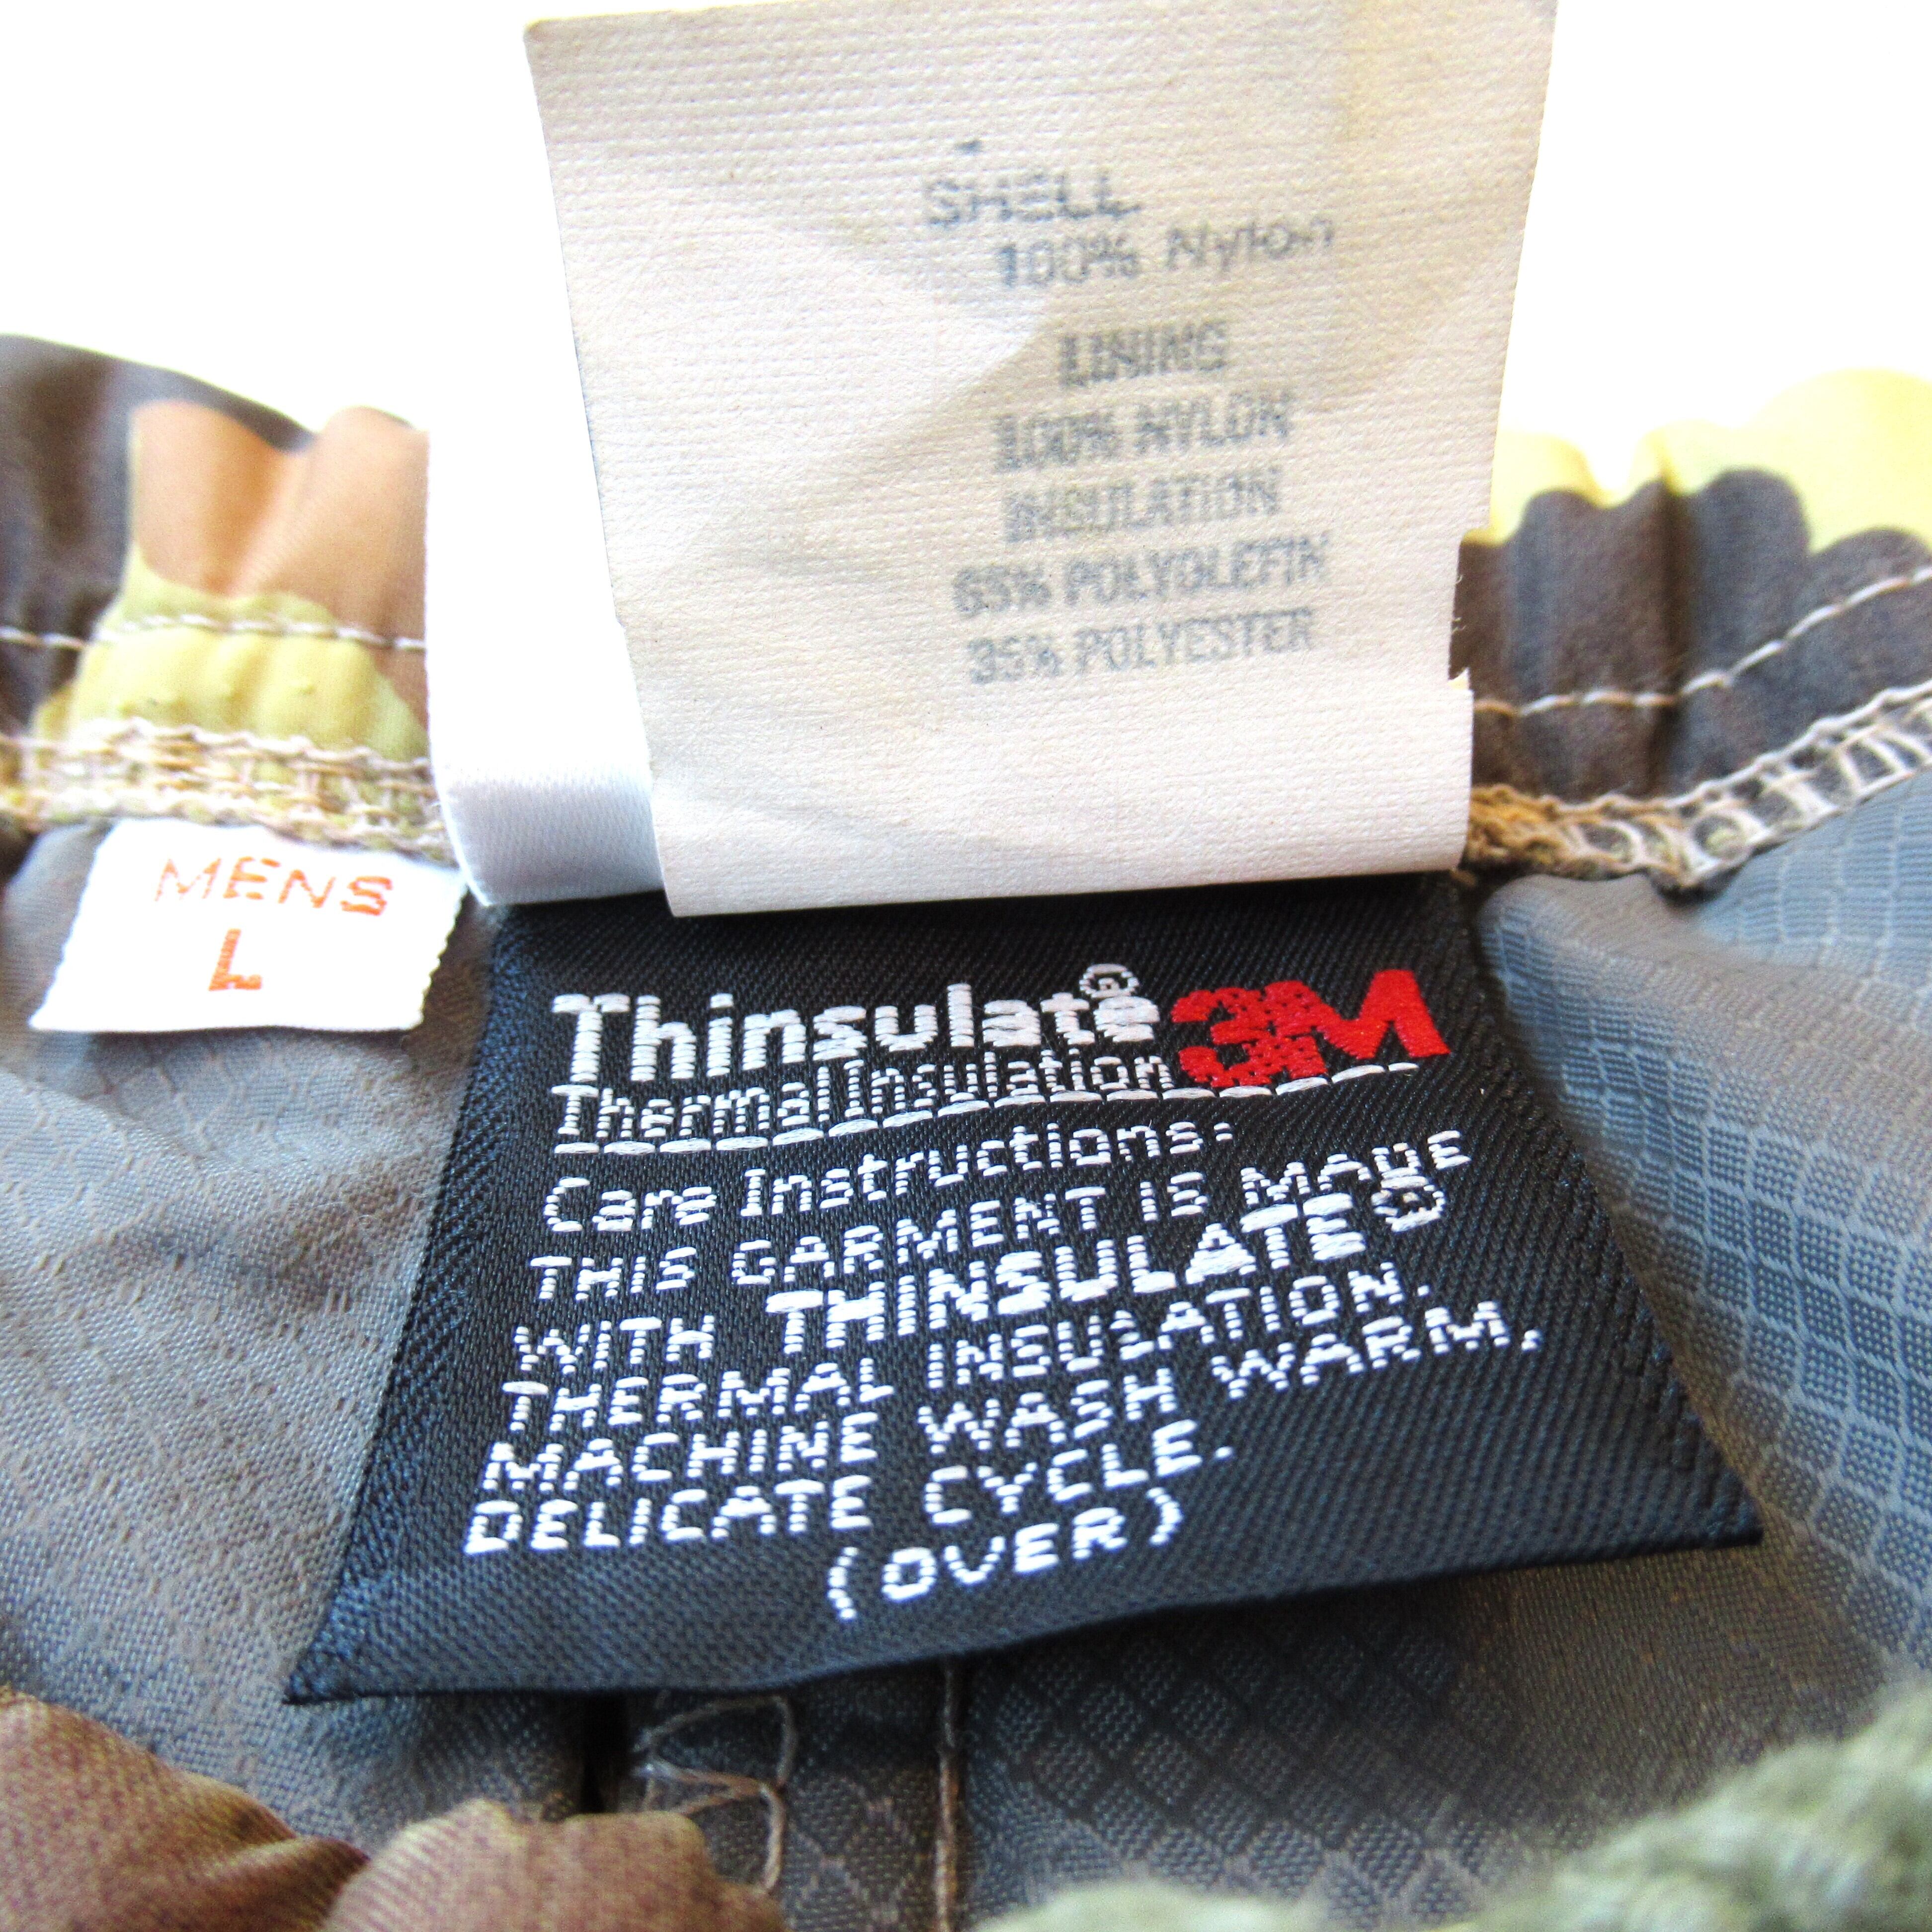 SHELL
100% Nylon
LINING
100% NYLON
INSULATION
65% POLYOLEFIN
35% POLYESTER
MENS
L
Thinsulate® 3M
Thermal Insulation
Care Instructions:
THIS GARMENT IS MADE
WITH THINSULATE®
THERMAL INSULATION.
MACHINE WASH WARM,
DELICATE CYCLE.
(OVER)